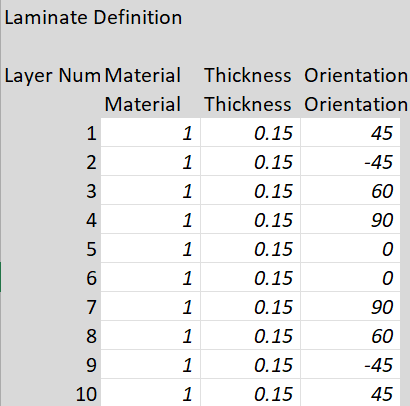 Laminate Definition
Layer Num Material Thickness Orientation
Material Thickness Orientation
1 1 0.15 45
2 1 0.15 -45
3 1 0.15 60
4 1 0.15 90
5 1 0.15 0
6 1 0.15 0
7 1 0.15 90
8 1 0.15 60
9 1 0.15 -45
10 1 0.15 45